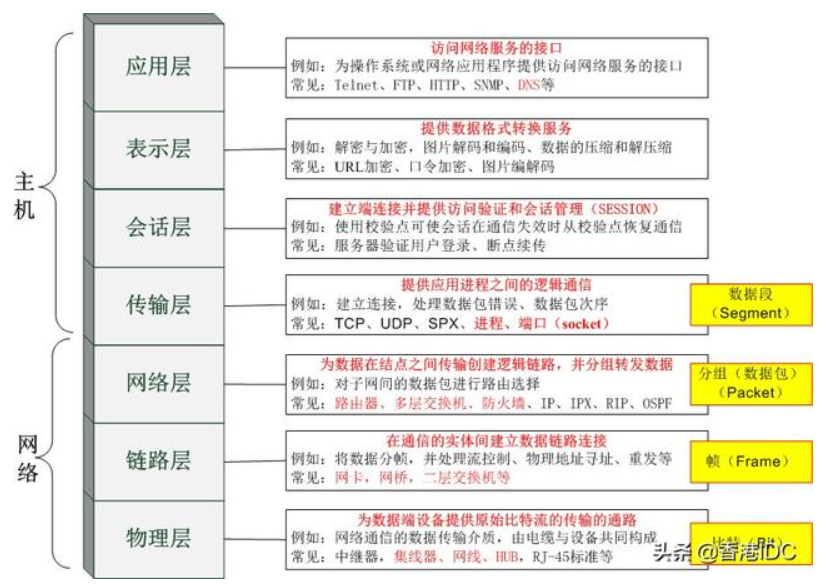 主机
应用层
访问网络服务的接口
例如：为操作系统或网络应用程序提供访问网络服务的接口
常见：Telnet、FTP、HTTP、SNMP、DNS等
表示层
提供数据格式转换服务
例如：解密与加密，图片解码和编码、数据的压缩和解压缩
常见：URL加密、口令加密、图片编解码
会话层
建立端连接并提供访问验证和会话管理（SESSION）
例如：使用校验点可使会话在通信失效时从校验点恢复通信
常见：服务器验证用户登录、断点续传
传输层
提供应用进程之间的逻辑通信
例如：建立连接，处理数据包错误、数据包次序
常见：TCP、UDP、SPX、进程、端口（socket）
数据段
（Segment）
网络
网络层
为数据在结点之间传输创建逻辑链路，并分组转发数据
例如：对子网间的数据包进行路由选择
常见：路由器、多层交换机、防火墙、IP、IPX、RIP、OSPF
分组（数据包）
（Packet）
链路层
在通信的实体间建立数据链路连接
例如：将数据分帧，并处理流控制、物理地址寻址、重发等
常见：网卡，网桥，二层交换机等
帧（Frame）
物理层
为数据端设备提供原始比特流的传输的通路
例如：网络通信的数据传输介质，由电缆与设备共同构成
常见：中继器，集线器、网线、HUB，RJ-45标准等
比特（Bit）
头条 @香港IDC